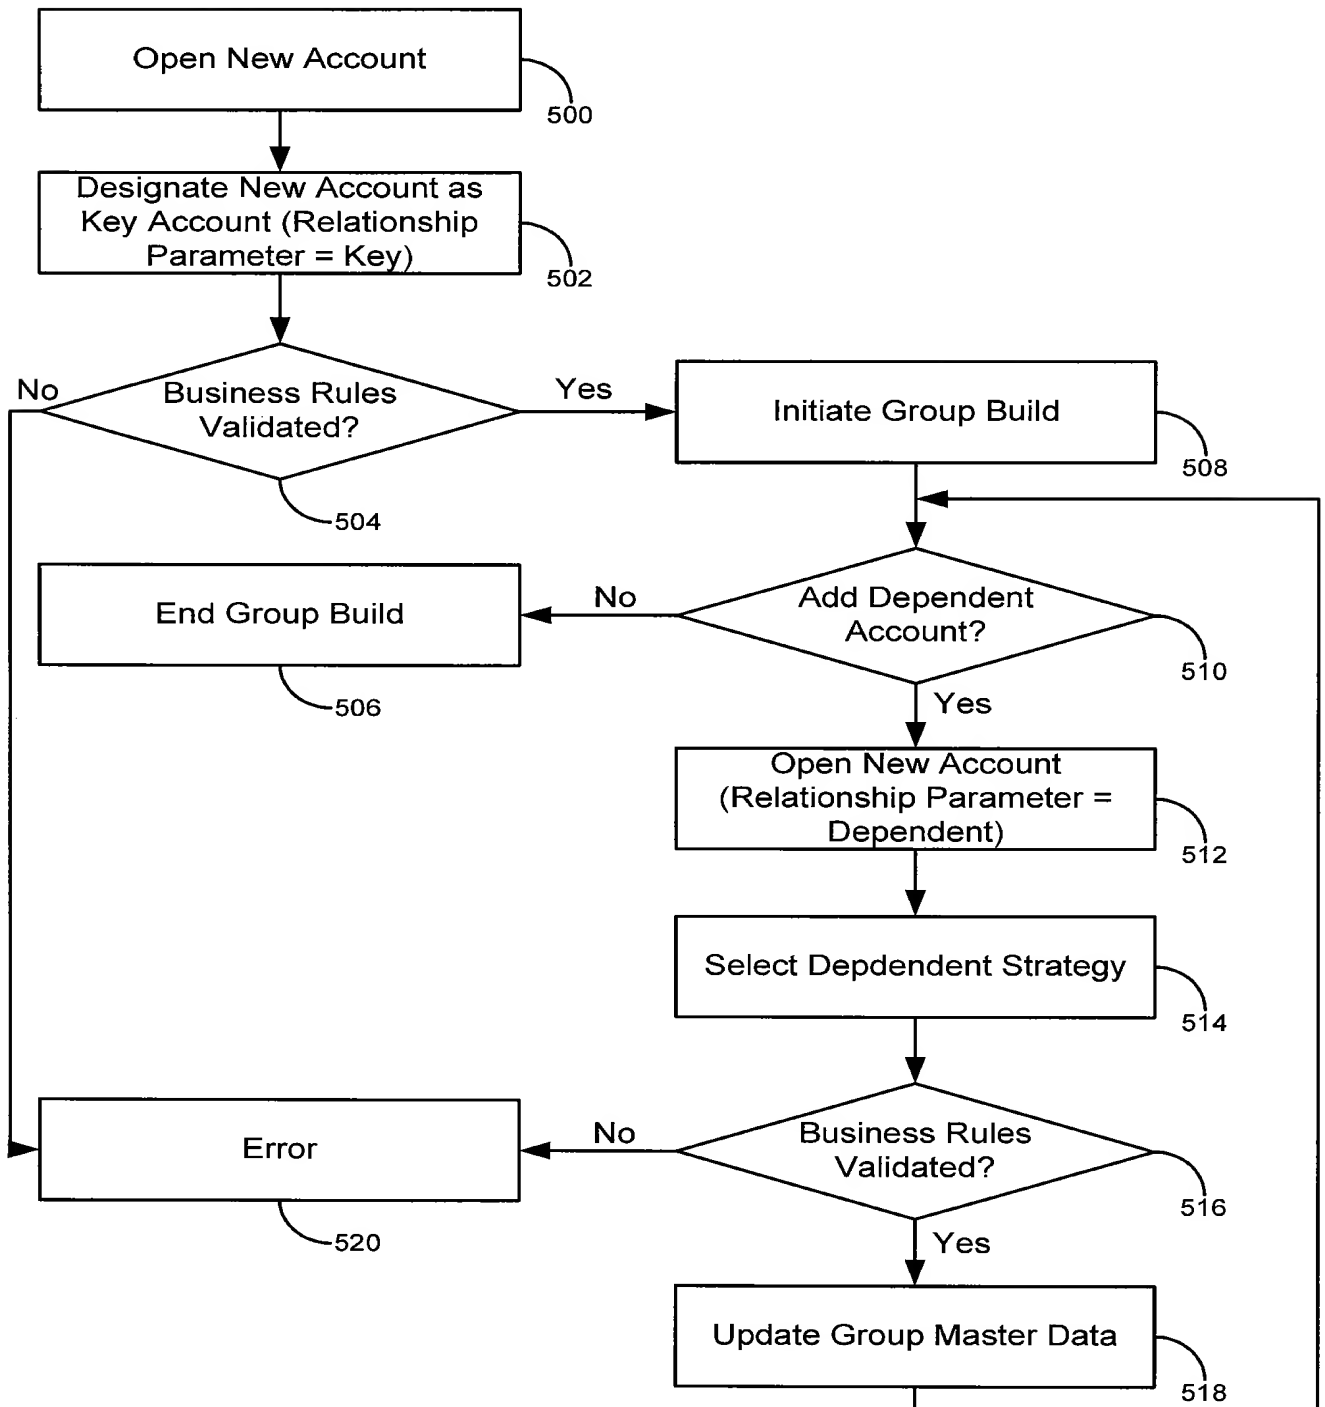 Open New Account
500
Designate New Account as
Key Account (Relationship
Parameter = Key)
502
No
Business Rules
Validated?
Yes
504
Initiate Group Build
508
End Group Build
506
No
Add Dependent
Account?
510
Yes
Open New Account
(Relationship Parameter =
Dependent)
512
Select Depdendent Strategy
514
Error
520
No
Business Rules
Validated?
516
Yes
Update Group Master Data
518